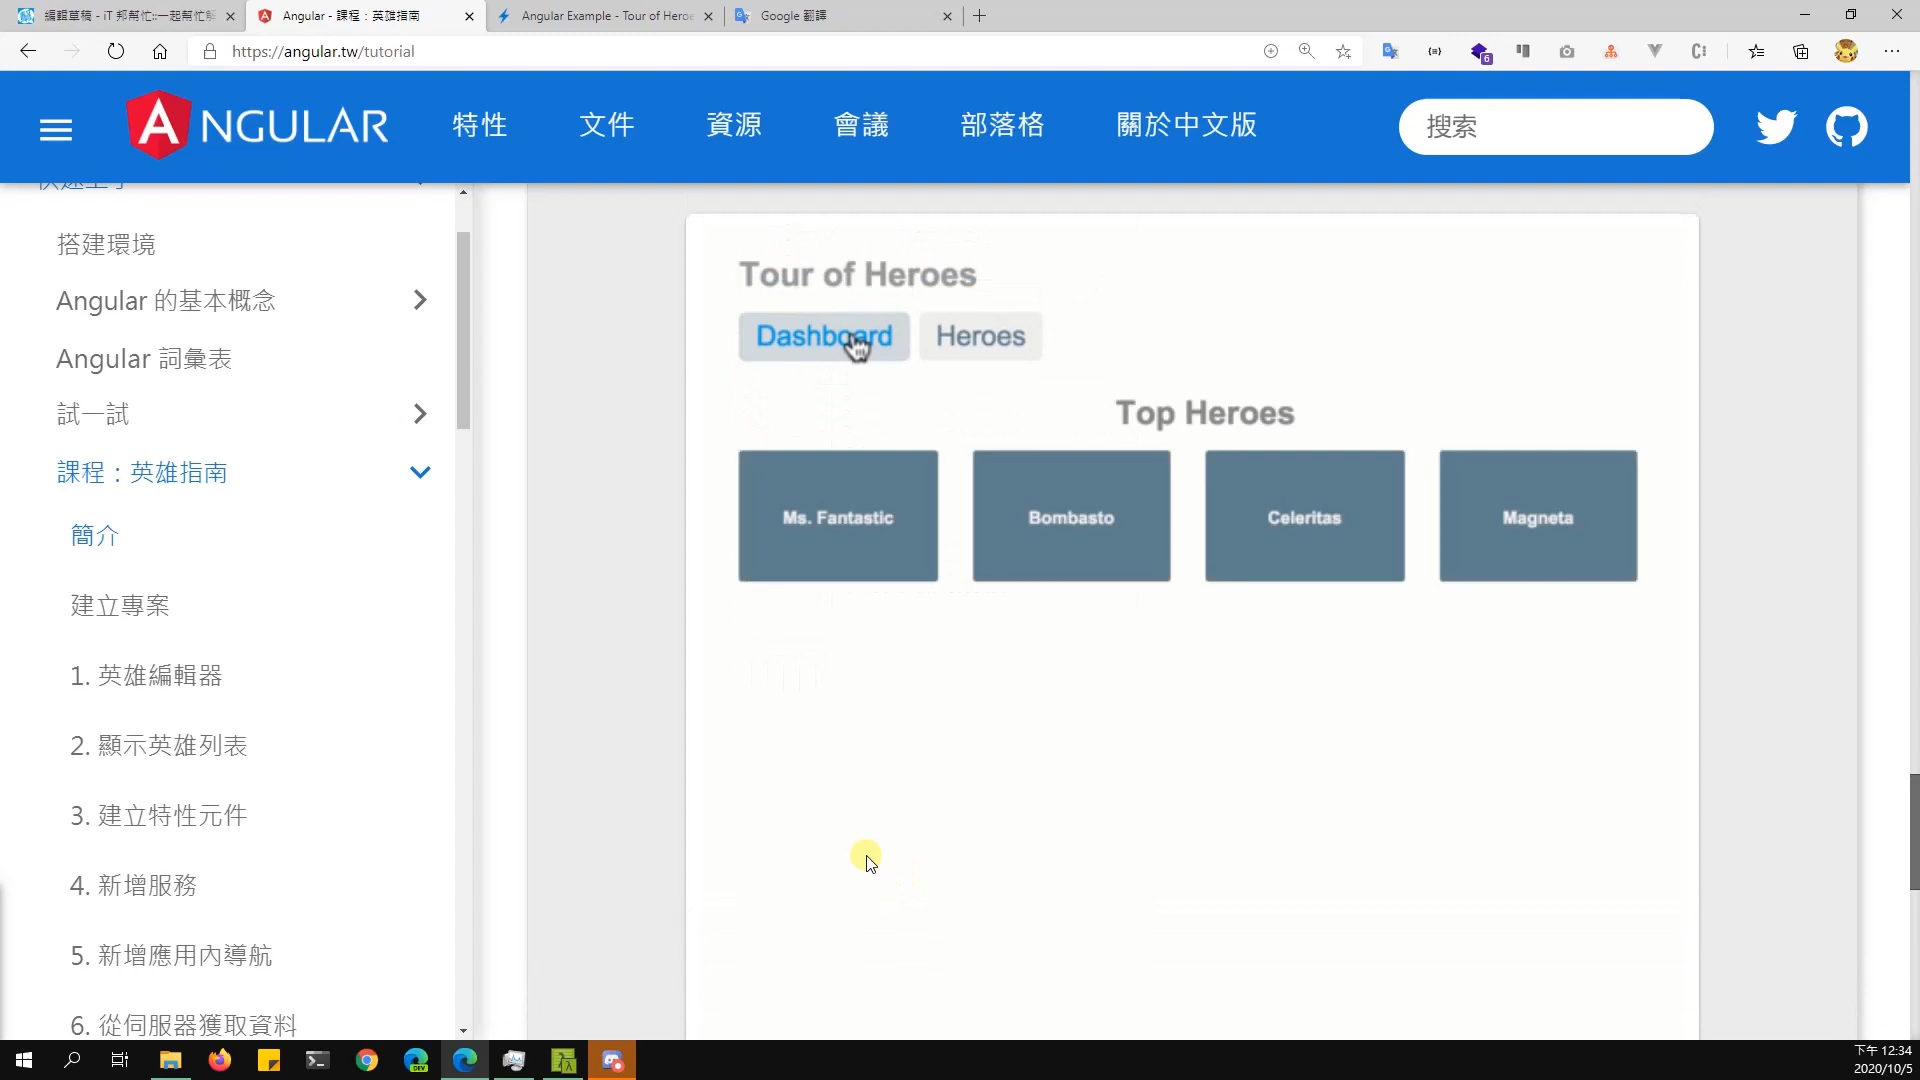 編輯草稿 - iT 邦幫忙::一起幫忙解
Angular - 課程：英雄指南
Angular Example - Tour of Heroe
Google 翻譯
https://angular.tw/tutorial
6
ANGULAR
特性
文件
資源
會議
部落格
關於中文版
搜索
快速上手
搭建環境
Angular 的基本概念
Angular 詞彙表
試一試
課程：英雄指南
簡介
建立專案
1. 英雄編輯器
2. 顯示英雄列表
3. 建立特性元件
4. 新增服務
5. 新增應用內導航
6. 從伺服器獲取資料
Tour of Heroes
Dashboard
Heroes
Top Heroes
Ms. Fantastic
Bombasto
Celeritas
Magneta
DEV
下午 12:34
2020/10/5